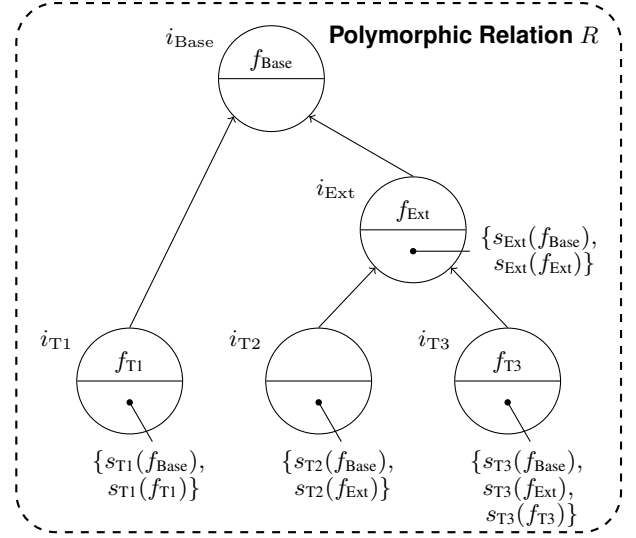 Polymorphic Relation R
i_Base
f_Base
i_Ext
f_Ext
{s_Ext(f_Base),
s_Ext(f_Ext)}
i_T1
f_T1
{s_T1(f_Base),
s_T1(f_T1)}
i_T2
{s_T2(f_Base),
s_T2(f_Ext)}
i_T3
f_T3
{s_T3(f_Base),
s_T3(f_Ext),
s_T3(f_T3)}